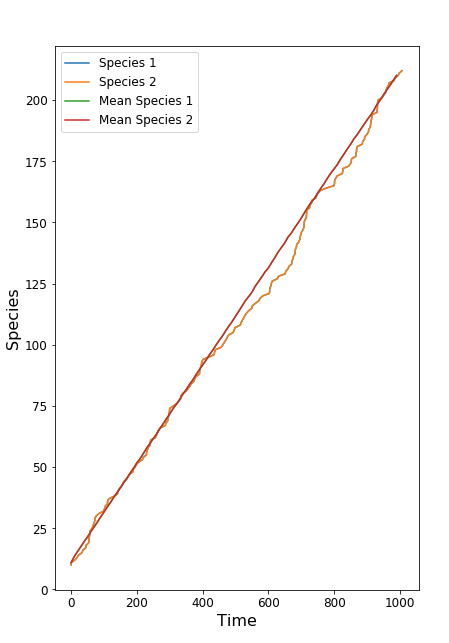 Species 1
Species 2
Mean Species 1
Mean Species 2
200
175
150
125
100
75
50
25
0
Species
0 200 400 600 800 1000
Time